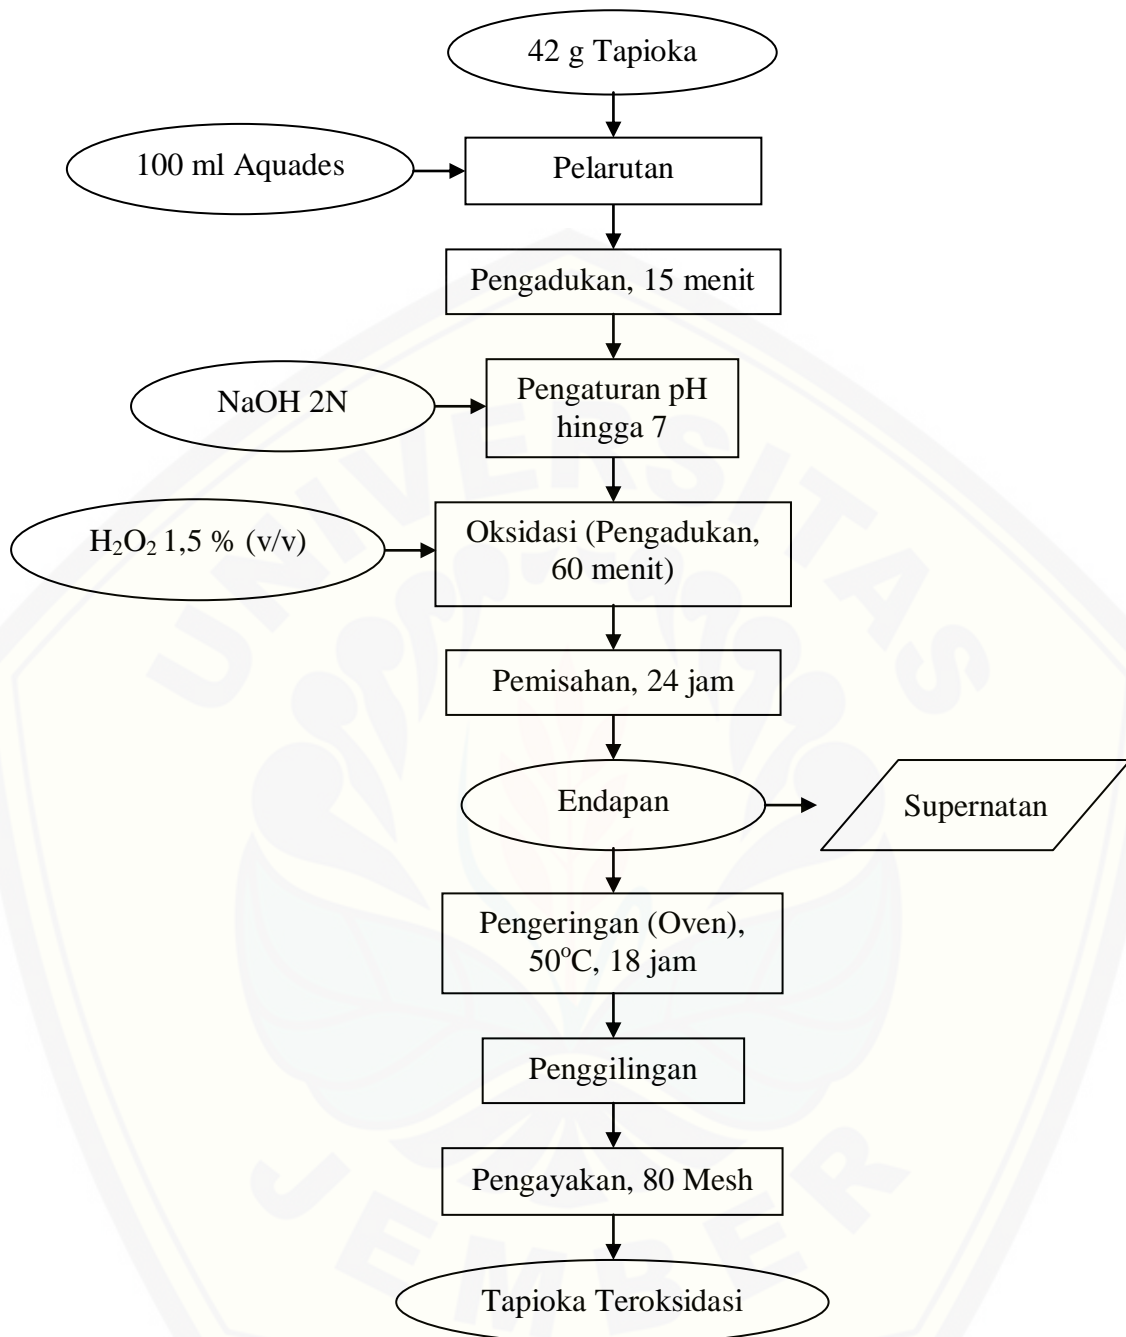 42 g Tapioka
100 ml Aquades
Pelarutan
Pengadukan, 15 menit
NaOH 2N
Pengaturan pH
hingga 7
H₂O₂ 1,5 % (v/v)
Oksidasi (Pengadukan,
60 menit)
Pemisahan, 24 jam
Endapan
Supernatan
Pengeringan (Oven),
50°C, 18 jam
Penggilingan
Pengayakan, 80 Mesh
Tapioka Teroksidasi
UNIVERSITAS
JEMBER